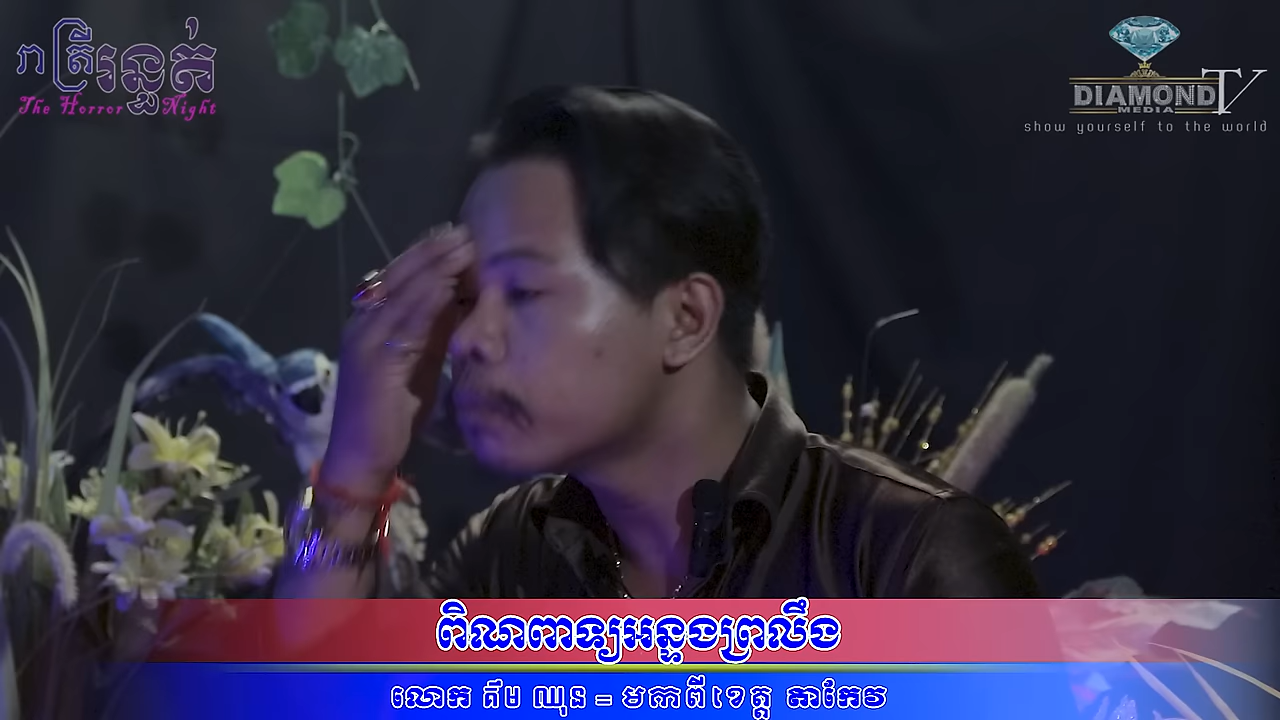 រាត្រីរន្ធត់
The Horror Night
DIAMOND TV
MEDIA
show yourself to the world
ពិណពាទ្យអន្ទងព្រលឹង
លោក គឹម ឈុន = មកពីខេត្ត តាកែវ